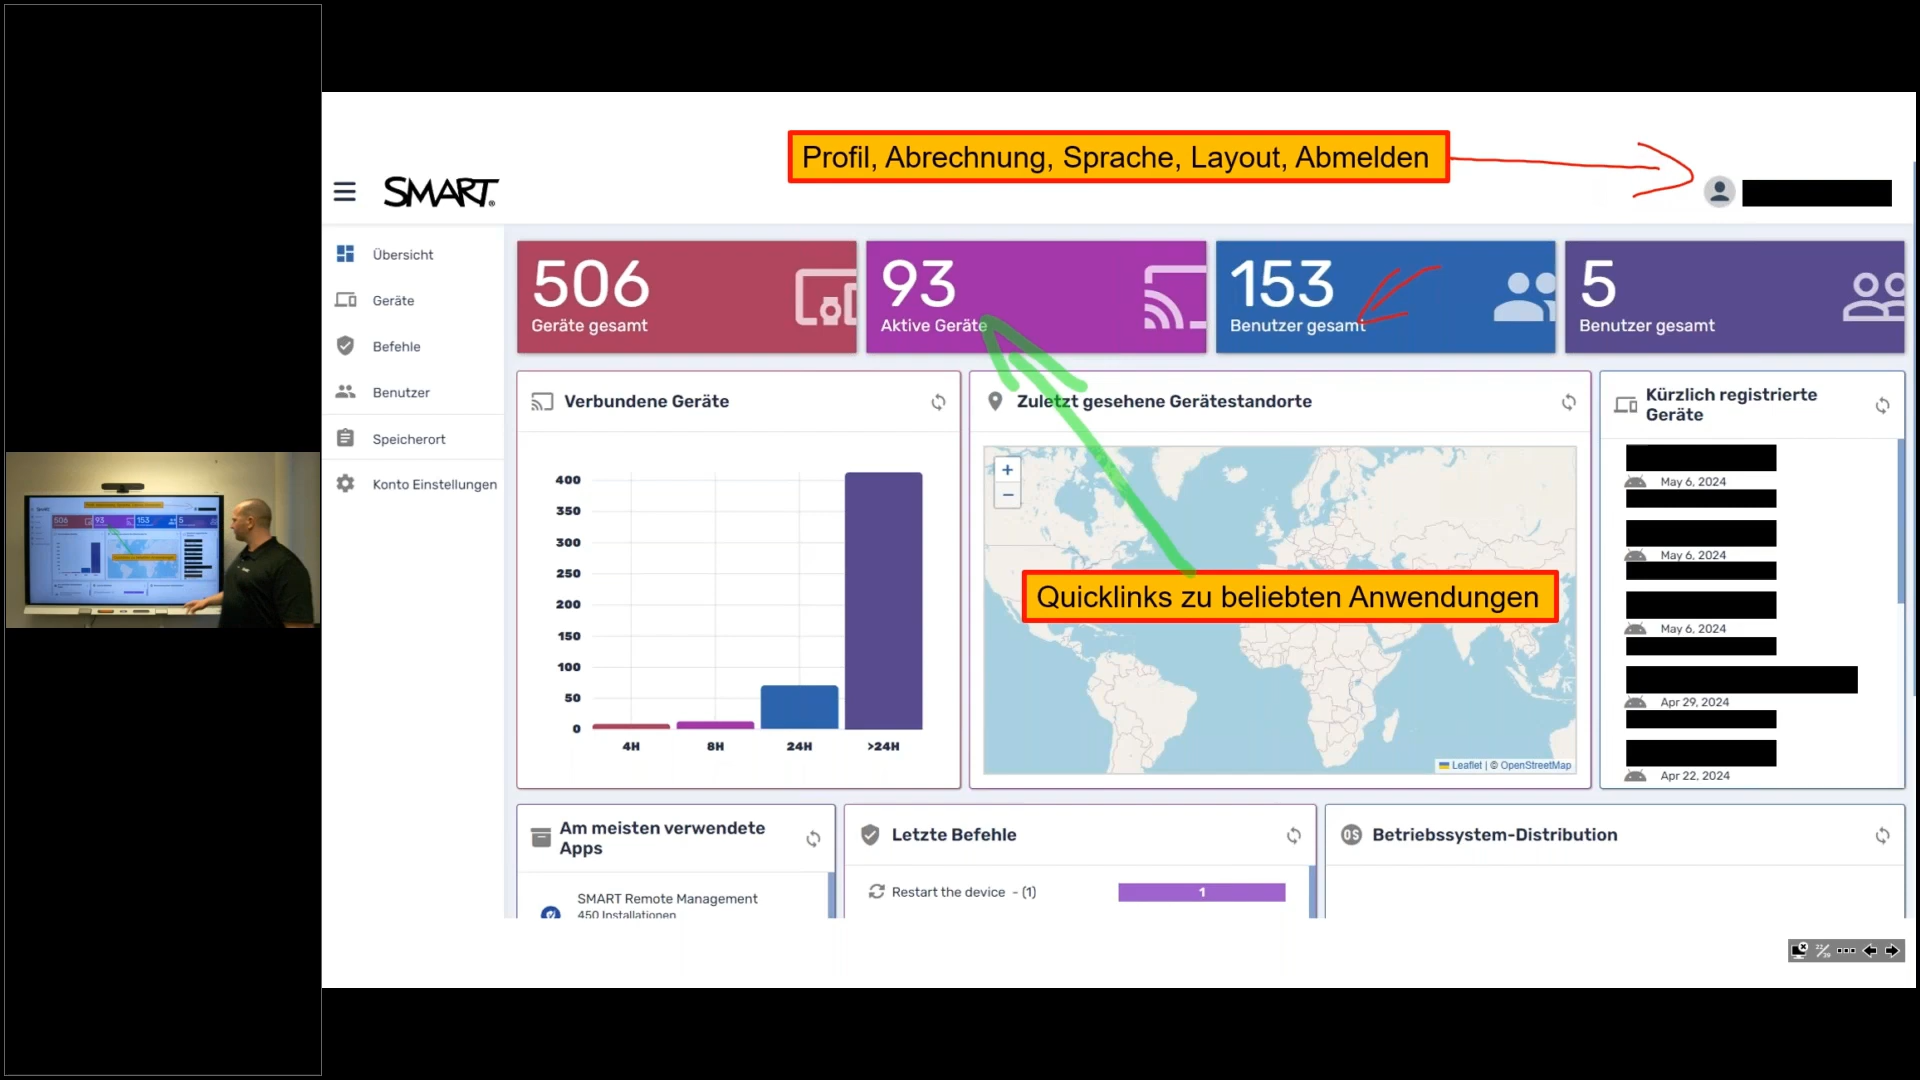 Profil, Abrechnung, Sprache, Layout, Abmelden
SMART
Übersicht
Geräte
Befehle
Benutzer
Speicherort
Konto Einstellungen
506
Geräte gesamt
93
Aktive Geräte
153
Benutzer gesamt
5
Benutzer gesamt
Verbundene Geräte
400
350
300
250
200
150
100
50
0
4H 8H 24H >24H
Zuletzt gesehene Gerätestandorte
+
−
Quicklinks zu beliebten Anwendungen
Leaflet | © OpenStreetMap
Kürzlich registrierte
Geräte
May 6, 2024
May 6, 2024
May 6, 2024
Apr 29, 2024
Apr 22, 2024
Am meisten verwendete
Apps
SMART Remote Management
450 Installationen
Letzte Befehle
Restart the device - (1)
1
OS Betriebssystem-Distribution